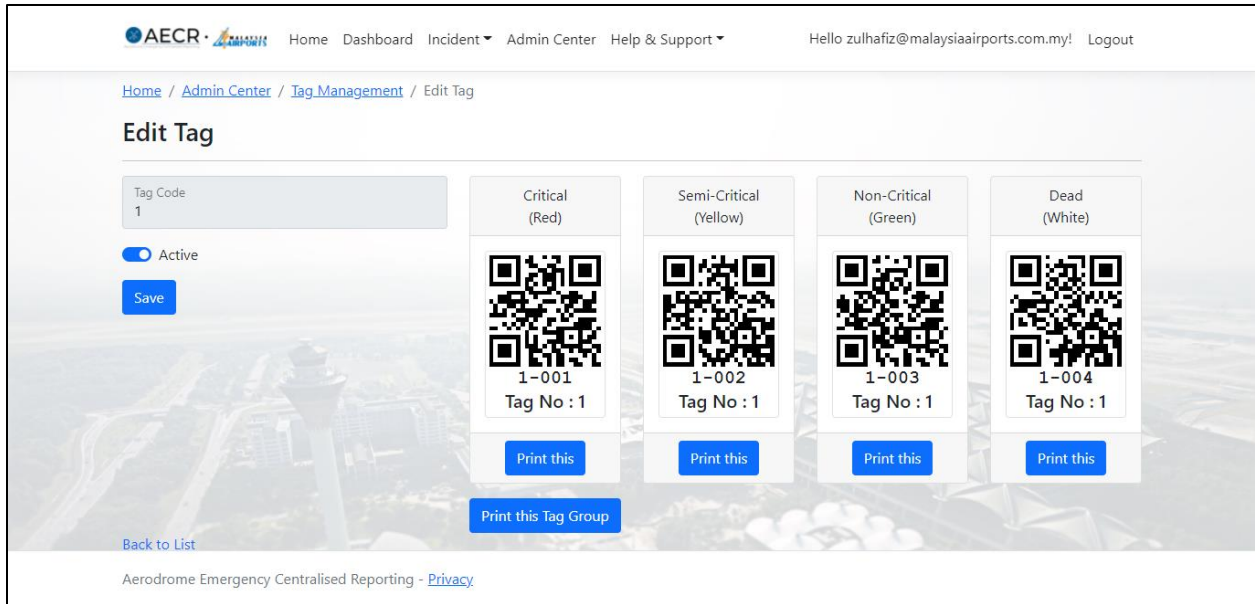 AECR · MALAYSIA AIRPORTS Home Dashboard Incident Admin Center Help & Support Hello zulhafiz@malaysiaairports.com.my! Logout
Home / Admin Center / Tag Management / Edit Tag
Edit Tag
Tag Code
1
Active
Save
Critical
(Red)
1-001
Tag No : 1
Print this
Semi-Critical
(Yellow)
1-002
Tag No : 1
Print this
Non-Critical
(Green)
1-003
Tag No : 1
Print this
Dead
(White)
1-004
Tag No : 1
Print this
Print this Tag Group
Back to List
Aerodrome Emergency Centralised Reporting - Privacy